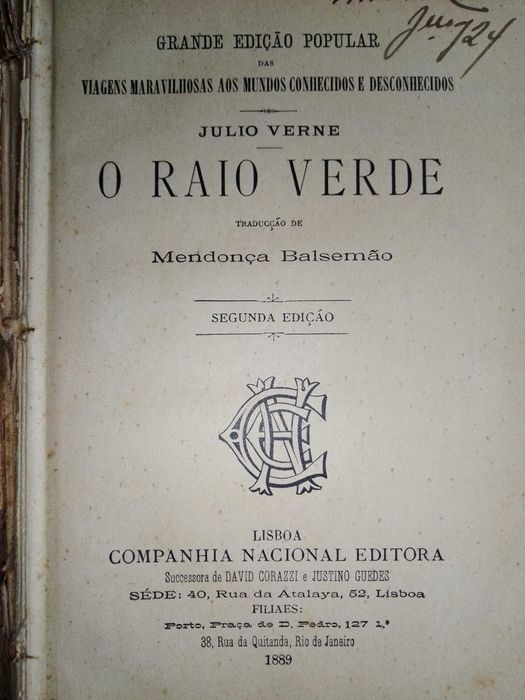 724
GRANDE EDIÇÃO POPULAR
DAS
VIAGENS MARAVILHOSAS AOS MUNDOS CONHECIDOS E DESCONHECIDOS
JULIO VERNE
O RAIO VERDE
TRADUCÇÃO DE
Mendonça Balsemão
SEGUNDA EDIÇÃO
LISBOA
COMPANHIA NACIONAL EDITORA
Successora de DAVID CORAZZI e JUSTINO GUEDES
SÉDE: 40, Rua da Atalaya, 52, Lisboa
FILIAES:
Porto, Praça de D. Pedro, 127 1.º
38, Rua da Quitanda, Rio de Janeiro
1889